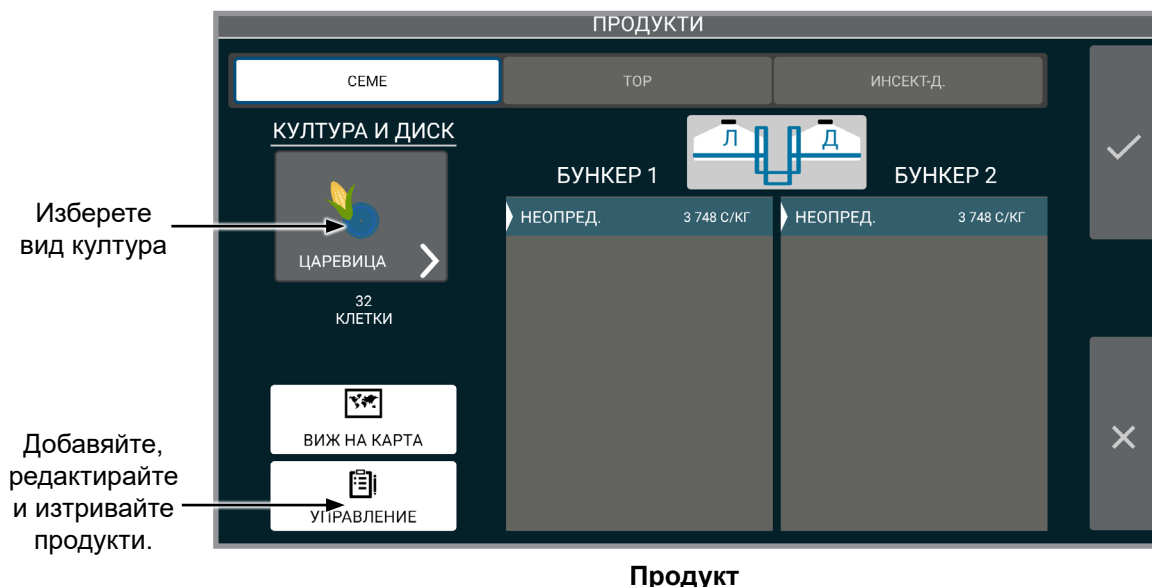 ПРОДУКТИ
СЕМЕ
ТОР
ИНСЕКТ-Д.
КУЛТУРА И ДИСК
Л
Д
БУНКЕР 1
БУНКЕР 2
Изберете
вид култура
ЦАРЕВИЦА
32
КЛЕТКИ
НЕОПРЕД. 3 748 С/КГ
НЕОПРЕД. 3 748 С/КГ
ВИЖ НА КАРТА
Добавяйте,
редактирайте
и изтривайте
продукти.
УПРАВЛЕНИЕ
Продукт